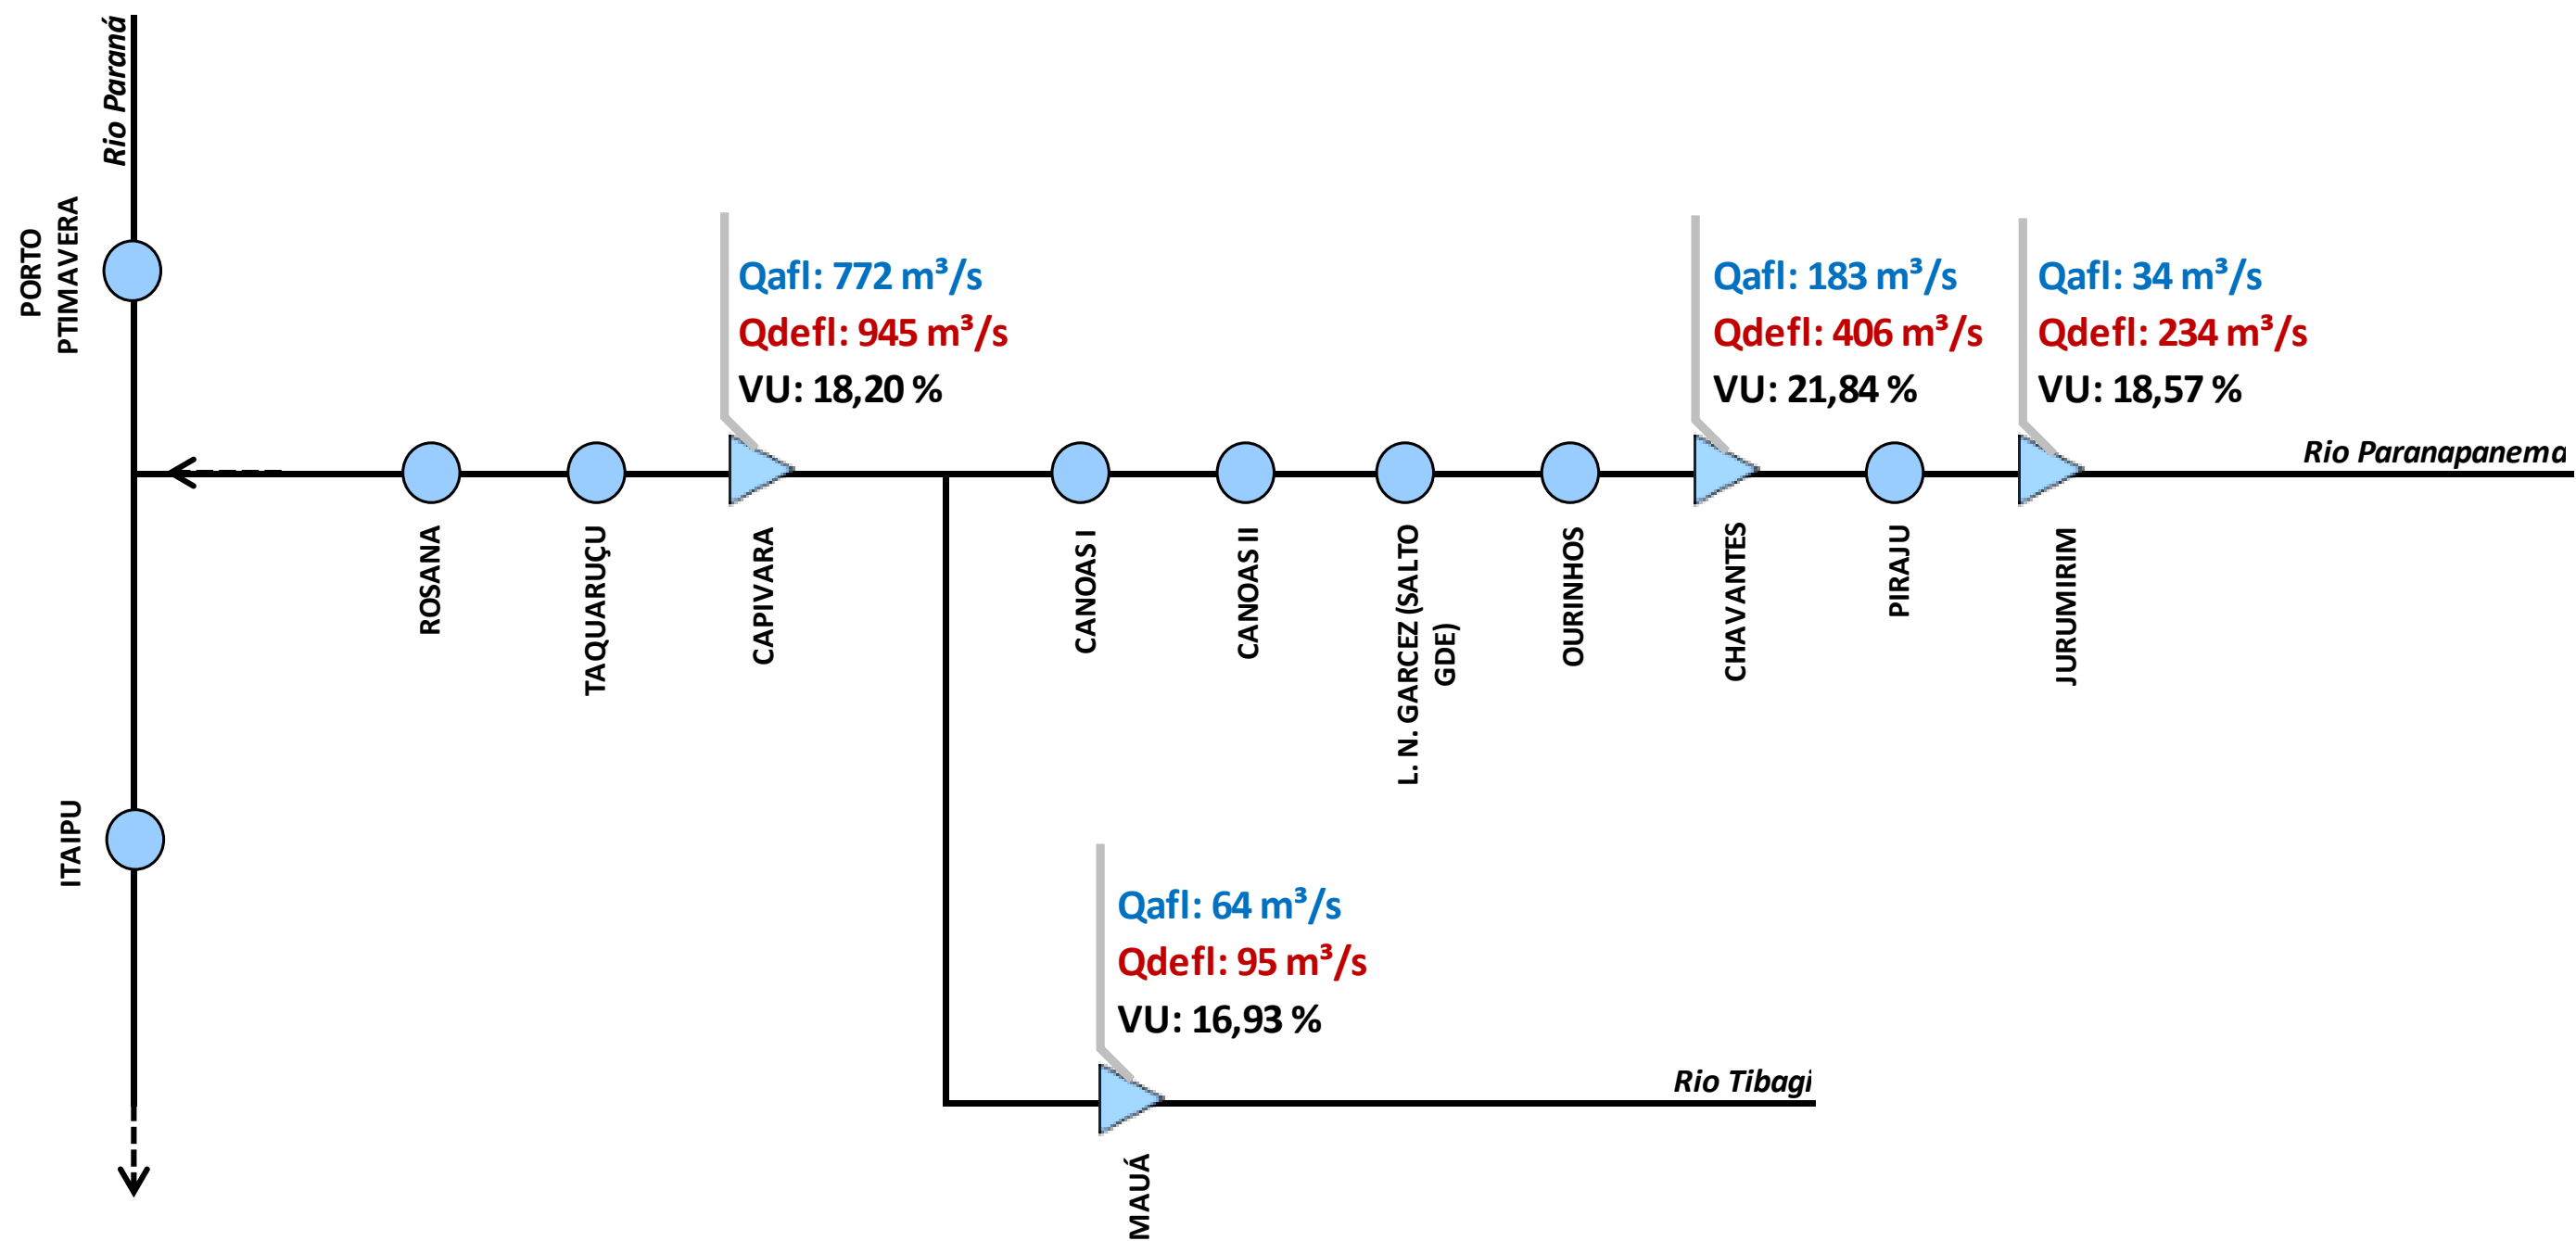 Rio Paraná
PORTO
PTIMAVERA
Qafl: 772 m³/s
Qdefl: 945 m³/s
VU: 18,20 %
Qafl: 183 m³/s
Qdefl: 406 m³/s
VU: 21,84 %
Qafl: 34 m³/s
Qdefl: 234 m³/s
VU: 18,57 %
Rio Paranapanema
ROSANA
TAQUARUÇU
CAPIVARA
CANOAS I
CANOAS II
L. N. GARCEZ (SALTO
GDE)
OURINHOS
CHAVANTES
PIRAJU
JURUMIRIM
ITAIPU
Qafl: 64 m³/s
Qdefl: 95 m³/s
VU: 16,93 %
Rio Tibagi
MAUÁ